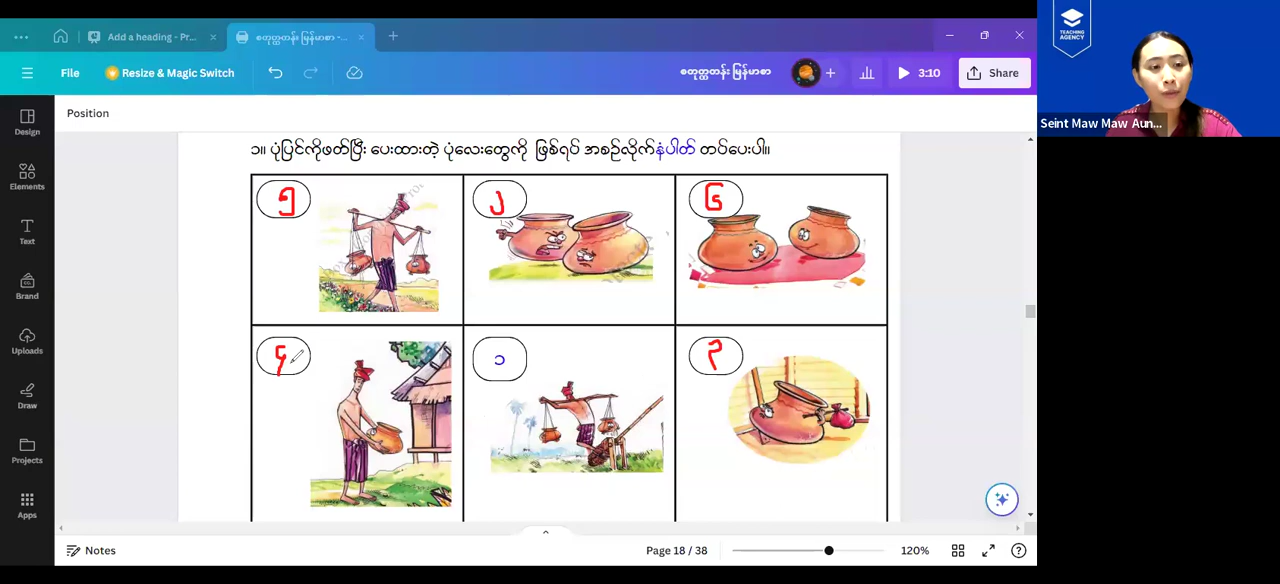 Add a heading - Pr...
စတုတ္ထတန်း မြန်မာစာ -...
File
Resize & Magic Switch
စတုတ္ထတန်း မြန်မာစာ
3:10
Share
TEACHING
AGENCY
Seint Maw Maw Aun...
Position
Design
Elements
Text
Brand
Uploads
Draw
Projects
Apps
၁။ ပုံပြင်ကိုဖတ်ပြီး ပေးထားတဲ့ ပုံလေးတွေကို ဖြစ်ရပ် အစဉ်လိုက်နံပါတ် တပ်ပေးပါ။
၅ ၂ ၆
၄ ၁ ၃
Notes
Page 18 / 38
120%